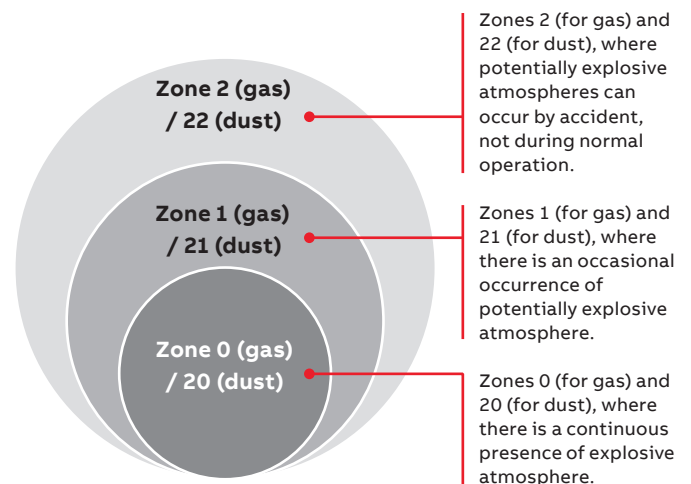 Zone 2 (gas)
/ 22 (dust)
Zones 2 (for gas) and
22 (for dust), where
potentially explosive
atmospheres can
occur by accident,
not during normal
operation.
Zone 1 (gas)
/ 21 (dust)
Zones 1 (for gas) and
21 (for dust), where
there is an occasional
occurrence of
potentially explosive
atmosphere.
Zone 0 (gas)
/ 20 (dust)
Zones 0 (for gas) and
20 (for dust), where
there is a continuous
presence of explosive
atmosphere.